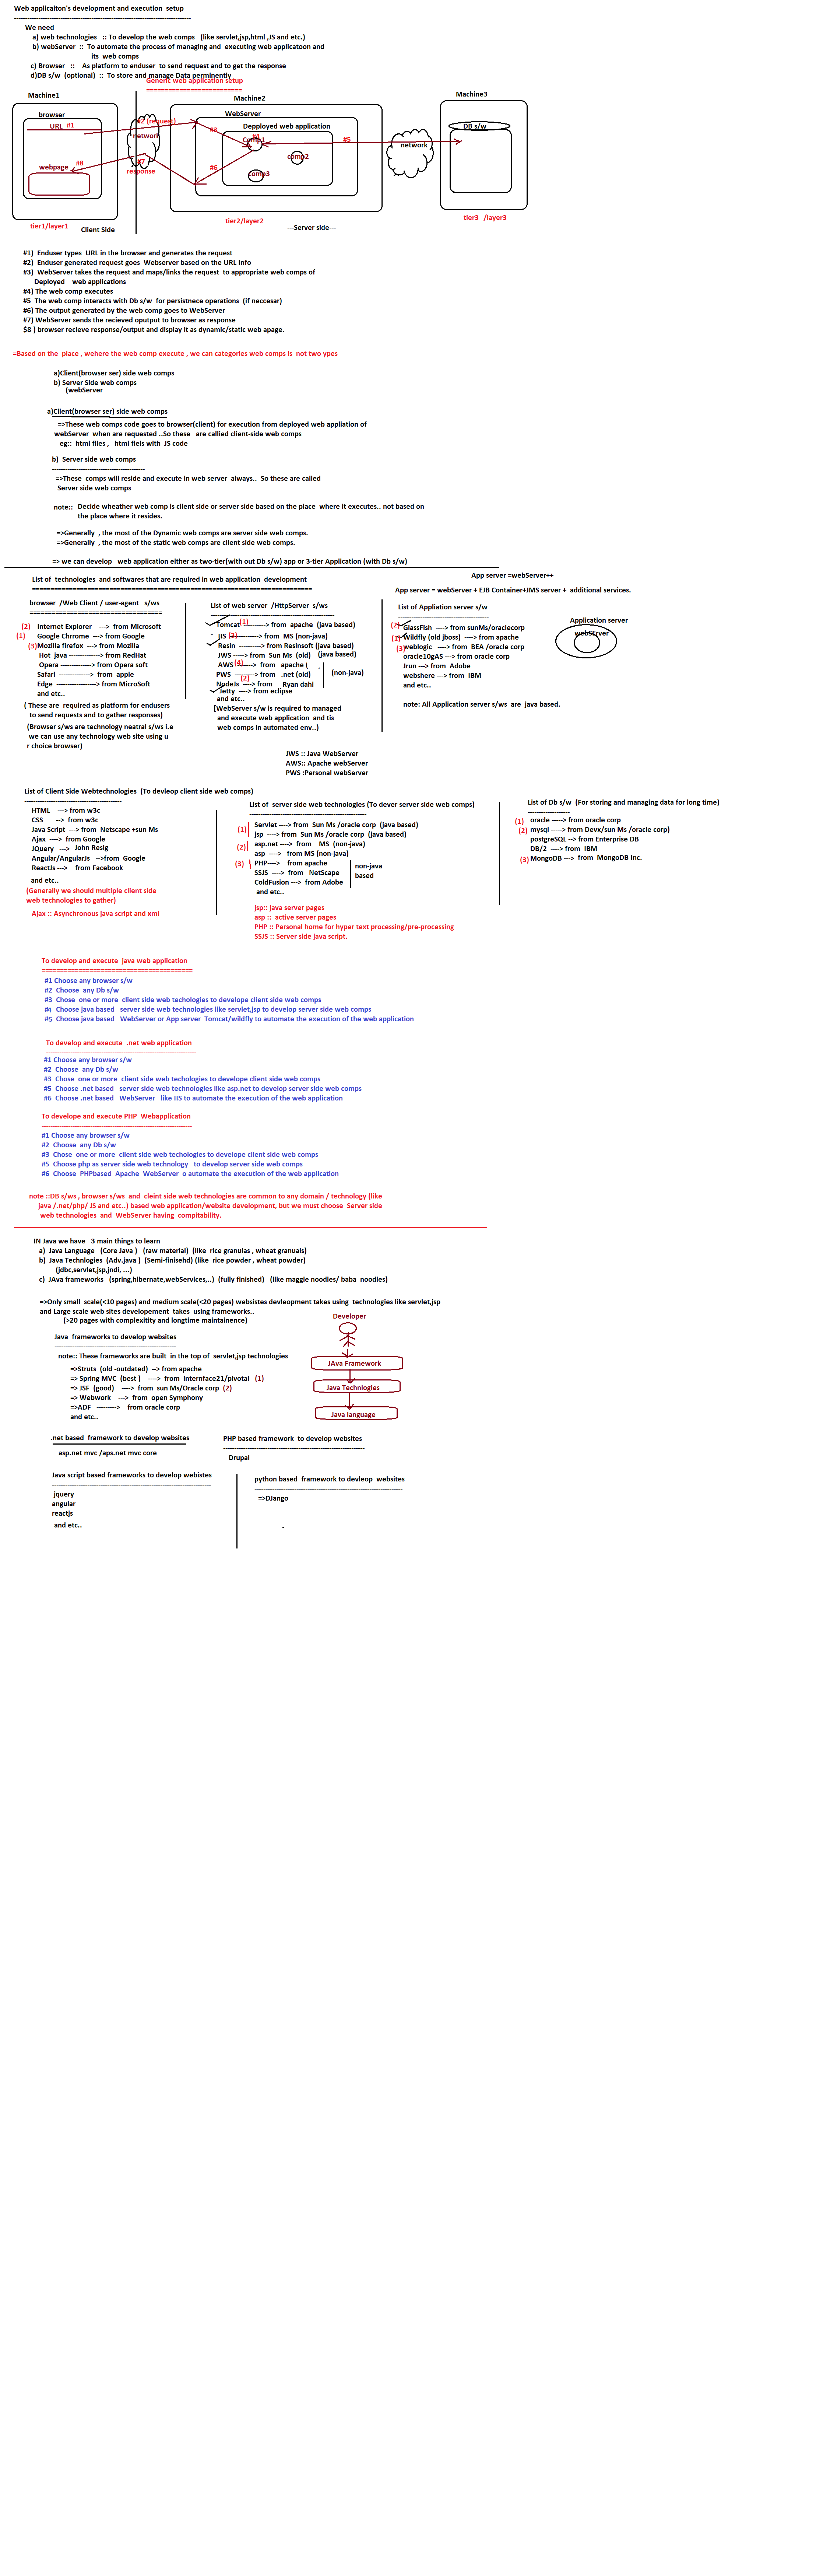 Web applicaiton's development and execution  setup
------------------------------------------------------------
We need
a) web technologies   :: To develop the web comps   (like servlet,jsp,html ,JS and etc.)
b) webServer  ::  To automate the process of managing and  executing web applicatoon and
its  web comps
c) Browser   ::    As platform to enduser  to send request and to get the response
d)DB s/w  (optional)  ::  To store and manage Data perminently
Generic web application setup
==========================
Machine1
Machine2
Machine3
browser
URL  #1
#2 (request)
network
webpage
#8
#7
response
WebServer
Depployed web application
#3
#4
Comp1
comp2
comp3
#6
#5
network
DB s/w
tier1/layer1
Client Side
tier2/layer2
---Server side---
tier3   /layer3
#1)  Enduser types  URL in the browser and generates the request
#2)  Enduser generated request goes  Webserver based on the URL Info
#3)  WebServer takes the request and maps/links the request  to appropriate web comps of
Deployed    web applications
#4) The web comp executes
#5  The web comp interacts with Db s/w  for persistnece operations  (if neccesar)
#6) The output generated by the web comp goes to WebServer
#7) WebServer sends the recieved oputput to browser as response
$8 ) browser recieve response/output and display it as dynamic/static web apage.
=Based on the  place , wehere the web comp execute , we can categories web comps is  not two ypes
a)Client(browser ser) side web comps
b) Server Side web comps
(webServer
a)Client(browser ser) side web comps
=>These web comps code goes to browser(client) for execution from deployed web appliation of
webServer  when are requested ..So these   are callied client-side web comps
eg::  html files ,   html fiels with  JS code
b)  Server side web comps
--------------------------------------
=>These  comps will reside and execute in web server  always..  So these are called
Server side web comps
note::   Decide wheather web comp is client side or server side based on the place  where it executes.. not based on
the place where it resides.
=>Generally  , the most of the Dynamic web comps are server side web comps.
=>Generally  , the most of the static web comps are client side web comps.
=> we can develop   web application either as two-tier(with out Db s/w) app or 3-tier Application (with Db s/w)
App server =webServer++
List of  technologies  and softwares that are required in web application  development
==========================================================================
App server = webServer + EJB Container+JMS server +  additional services.
browser  /Web Client / user-agent   s/ws
====================================
(2) Internet Explorer    ---> from Microsoft
(1) Google Chrrome  ---> from Google
(3)Mozilla firefox  ---> from Mozilla
Hot  java -------------> from RedHat
Opera --------------> from Opera soft
Safari  --------------> from  apple
Edge  ------------------> from MicroSoft
and etc..
( These are  required as platform for endusers
to send requests and to gather responses)
(Browser s/ws are technology neatral s/ws i.e
we can use any technology web site using u
r choice browser)
List of web server  /HttpServer  s/ws
------------------------------------------------
Tomcat (1) ----------> from  apache  (java based)
IIS (3) ------------> from  MS (non-java)
Resin  ----------> from Resinsoft (java based)
JWS -----> from  Sun Ms  (old)    (java based)
AWS (4) ------>  from   apache (
PWS  ---------> from   .net (old)
(2)
NodeJs  ----> from     Ryan dahi
(non-java)
Jetty  ----> from eclipse
and etc..
[WebServer s/w is required to managed
and execute web application  and tis
web comps in automated env..)
List of Appliation server s/w
-------------------------------------
(2) GlassFish  ----> from sunMs/oraclecorp
(1) Wildfly (old jboss)  ----> from apache
(3)weblogic   ----> from  BEA /oracle corp
oracle10gAS ---> from oracle corp
Jrun ---> from  Adobe
webshere ---> from  IBM
and etc..
note: All Application server s/ws  are  java based.
Application server
webSErver
JWS :: Java WebServer
AWS:: Apache webServer
PWS :Personal webServer
List of Client Side Webtechnologies  (To devleop client side web comps)
--------------------------------------
HTML    ---> from w3c
CSS       --> from w3c
Java Script  ---> from  Netscape +sun Ms
Ajax  ----> from Google
JQuery   --->  John Resig
Angular/AngularJs   -->from  Google
ReactJs --->   from Facebook
and etc..
(Generally we should multiple client side
web technologies to gather)
Ajax :: Asynchronous java script and xml
List of  server side web technologies (To dever server side web comps)
-----------------------------------------------
(1) Servlet ----> from  Sun Ms /oracle corp  (java based)
jsp  ----> from  Sun Ms /oracle corp  (java based)
(2) asp.net ----> from    MS  (non-java)
asp  ---->   from MS (non-java)
(3) PHP---->    from apache
SSJS  ----> from   NetScape
ColdFusion ---> from Adobe
and etc..
non-java
based
jsp:: java server pages
asp ::  active server pages
PHP :: Personal home for hyper text processing/pre-processing
SSJS :: Server side java script.
List of Db s/w  (For storing and managing data for long time)
------------------
(1) oracle -----> from oracle corp
(2) mysql -----> from Devx/sun Ms /oracle corp)
postgreSQL --> from Enterprise DB
DB/2  ----> from  IBM
(3)MongoDB --->  from  MongoDB Inc.
To develop and execute  java web application
=========================================
#1 Choose any browser s/w
#2  Choose  any Db s/w
#3  Chose  one or more  client side web techologies to develope client side web comps
#4  Choose java based   server side web technologies like servlet,jsp to develop server side web comps
#5  Choose java based   WebServer or App server  Tomcat/wildfly to automate the execution of the web application
To develop and execute  .net web application
---------------------------------------------------------
#1 Choose any browser s/w
#2  Choose  any Db s/w
#3  Chose  one or more  client side web techologies to develope client side web comps
#5  Choose .net based   server side web technologies like asp.net to develop server side web comps
#6  Choose .net based   WebServer   like IIS to automate the execution of the web application
To develope and execute PHP  Webapplication
---------------------------------------------------------
#1 Choose any browser s/w
#2  Choose  any Db s/w
#3  Chose  one or more  client side web techologies to develope client side web comps
#5  Choose php as server side web technology   to develop server side web comps
#6  Choose  PHPbased  Apache  WebServer  o automate the execution of the web application
note ::DB s/ws , browser s/ws  and  cleint side web technologies are common to any domain / technology (like
java /.net/php/ JS and etc..) based web application/website development, but we must choose  Server side
web technologies  and  WebServer having  compitability.
IN Java we have   3 main things to learn
a)  Java Language   (Core Java )   (raw material)  (like  rice granulas , wheat granuals)
b)  Java Technlogies  (Adv.java )  (Semi-finisehd) (like  rice powder , wheat powder)
(jdbc,servlet,jsp,jndi, ...)
c)  JAva frameworks   (spring,hibernate,webServices,..)  (fully finished)   (like maggie noodles/ baba  noodles)
=>Only small  scale(<10 pages) and medium scale(<20 pages) websistes devleopment takes using  technologies like servlet,jsp
and Large scale web sites developement  takes  using frameworks..
(>20 pages with complexitity and longtime maintainence)
Java  frameworks to develop websites
------------------------------------------------
note:: These frameworks are built  in the top of  servlet,jsp technologies
=>Struts  (old -outdated)  --> from apache
=> Spring MVC  (best )    ----> from  internface21/pivotal   (1)
=> JSF  (good)    ----> from  sun Ms/Oracle corp  (2)
=> Webwork    ---> from  open Symphony
=>ADF   --------->    from oracle corp
and etc..
Developer
JAva Framework
Java Technlogies
Java language
.net based  framework to develop websites
asp.net mvc /aps.net mvc core
PHP based framework  to develop websites
-------------------------------------------------------
Drupal
Java script based frameworks to develop webistes
--------------------------------------------------------------
jquery
angular
reactjs
and etc..
python based  framework to devleop  websites
----------------------------------------------------------
=>DJango
.